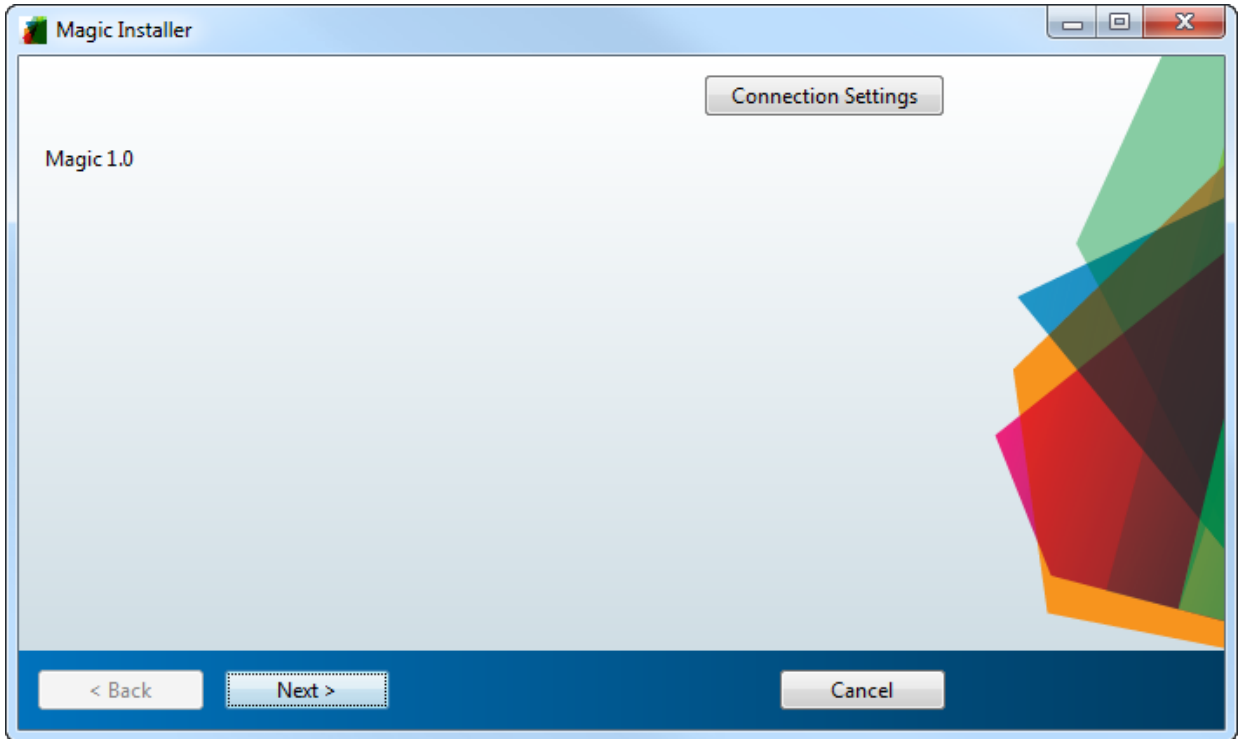 Magic Installer
Connection Settings
Magic 1.0
< Back
Next >
Cancel